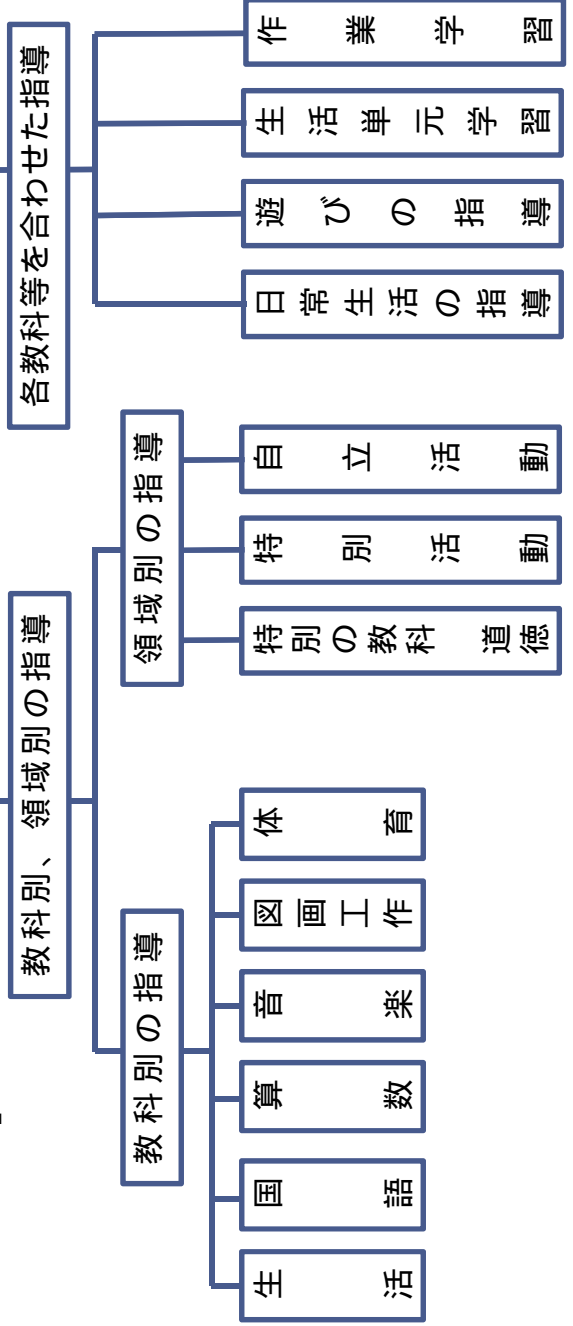 教科別、領域別の指導
各教科等を合わせた指導
教科別の指導
領域別の指導
生活
国語
算数
音楽
図画工作
体育
特別の教科 道徳
特別活動
自立活動
日常生活の指導
遊びの指導
生活単元学習
作業学習